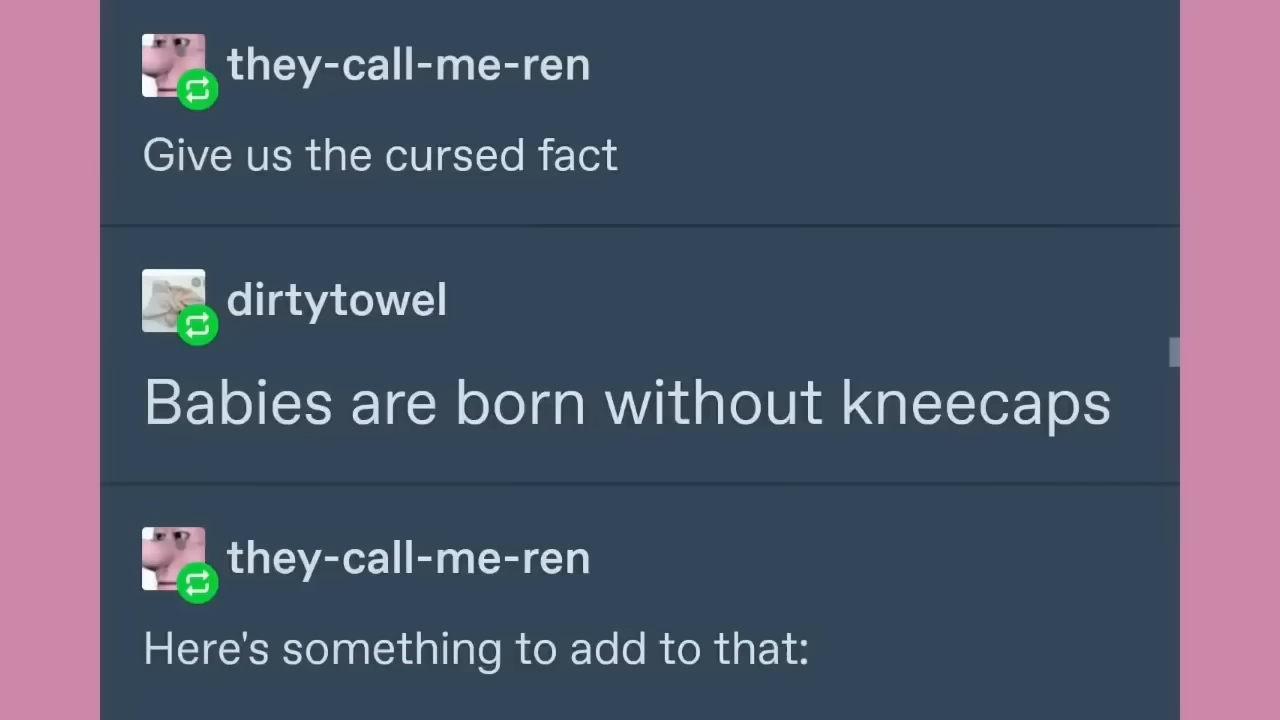 they-call-me-ren
Give us the cursed fact
dirtytowel
Babies are born without kneecaps
they-call-me-ren
Here's something to add to that: